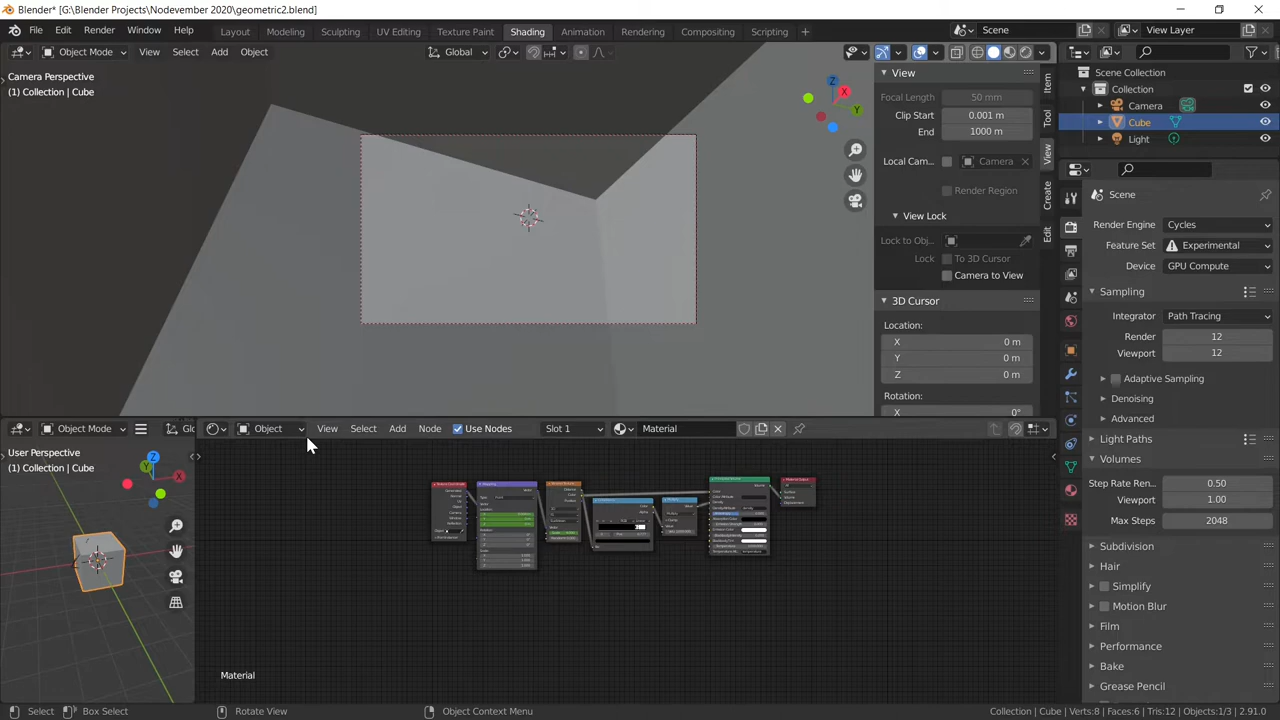 Blender* [G:\Blender Projects\Nodevember 2020\geometric2.blend]
File Edit Render Window Help Layout Modeling Sculpting UV Editing Texture Paint Shading Animation Rendering Compositing Scripting Scene View Layer
Object Mode View Select Add Object Global
Camera Perspective
(1) Collection | Cube
X
Y
Z
View
Focal Length 50 mm
Clip Start 0.001 m
End 1000 m
Local Cam... Camera
Render Region
View Lock
Lock to Obj...
Lock To 3D Cursor
Camera to View
3D Cursor
Location:
X 0 m
Y 0 m
Z 0 m
Rotation:
X 0°
Item
Tool
View
Create
Edit
Scene Collection
Collection
Camera
Cube
Light
Scene
Render Engine Cycles
Feature Set Experimental
Device GPU Compute
Sampling
Integrator Path Tracing
Render 12
Viewport 12
Adaptive Sampling
Denoising
Advanced
Light Paths
Volumes
Step Rate Ren... 0.50
Viewport 1.00
Max Steps 2048
Subdivision
Hair
Simplify
Motion Blur
Film
Performance
Bake
Grease Pencil
Object Mode Glo
User Perspective
(1) Collection | Cube
Z
X
Y
Object View Select Add Node Use Nodes Slot 1 Material
Material
Select Box Select Rotate View Object Context Menu
Collection | Cube | Verts:8 | Faces:6 | Tris:12 | Objects:1/3 | 2.91.0